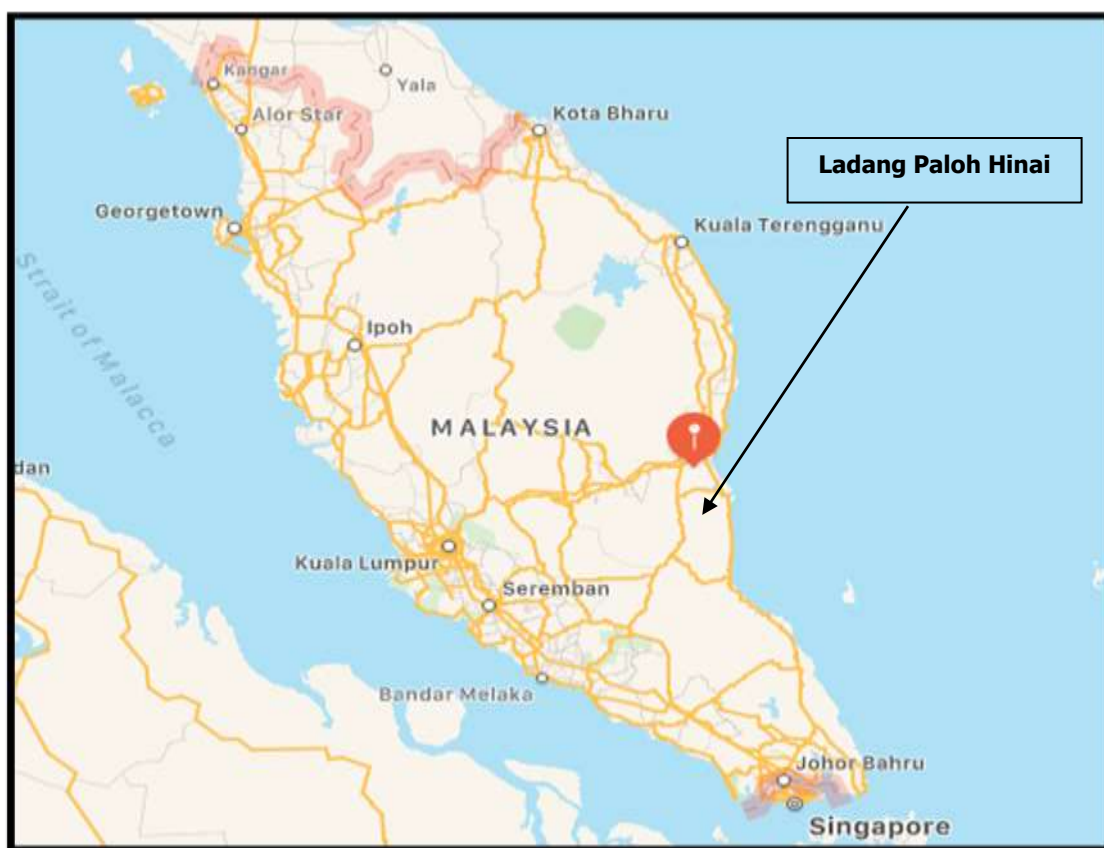 Kangar
Yala
Alor Star
Kota Bharu
Ladang Paloh Hinai
Georgetown
Kuala Terengganu
Strait of Malacca
Ipoh
MALAYSIA
dan
Kuala Lumpur
Seremban
Bandar Melaka
Johor Bahru
Singapore